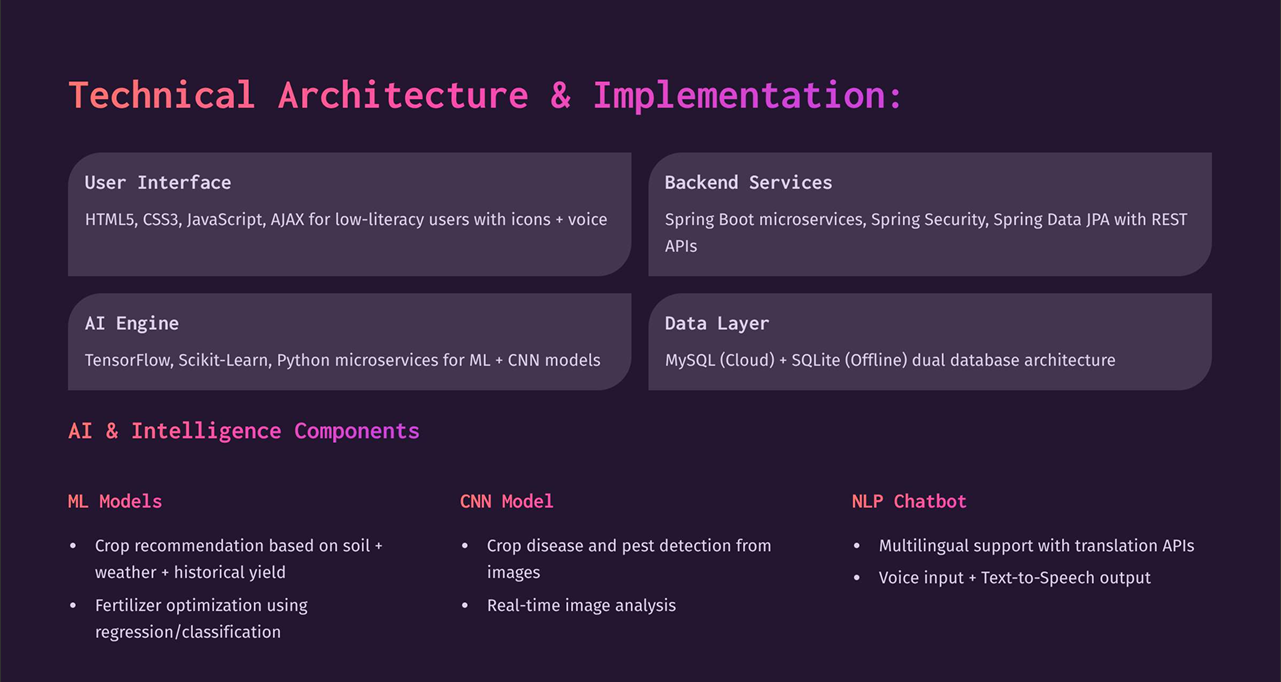 Technical Architecture & Implementation:
User Interface
HTML5, CSS3, JavaScript, AJAX for low-literacy users with icons + voice
Backend Services
Spring Boot microservices, Spring Security, Spring Data JPA with REST
APIs
AI Engine
TensorFlow, Scikit-Learn, Python microservices for ML + CNN models
Data Layer
MySQL (Cloud) + SQLite (Offline) dual database architecture
AI & Intelligence Components
ML Models
• Crop recommendation based on soil +
weather + historical yield
• Fertilizer optimization using
regression/classification
CNN Model
• Crop disease and pest detection from
images
• Real-time image analysis
NLP Chatbot
• Multilingual support with translation APIs
• Voice input + Text-to-Speech output